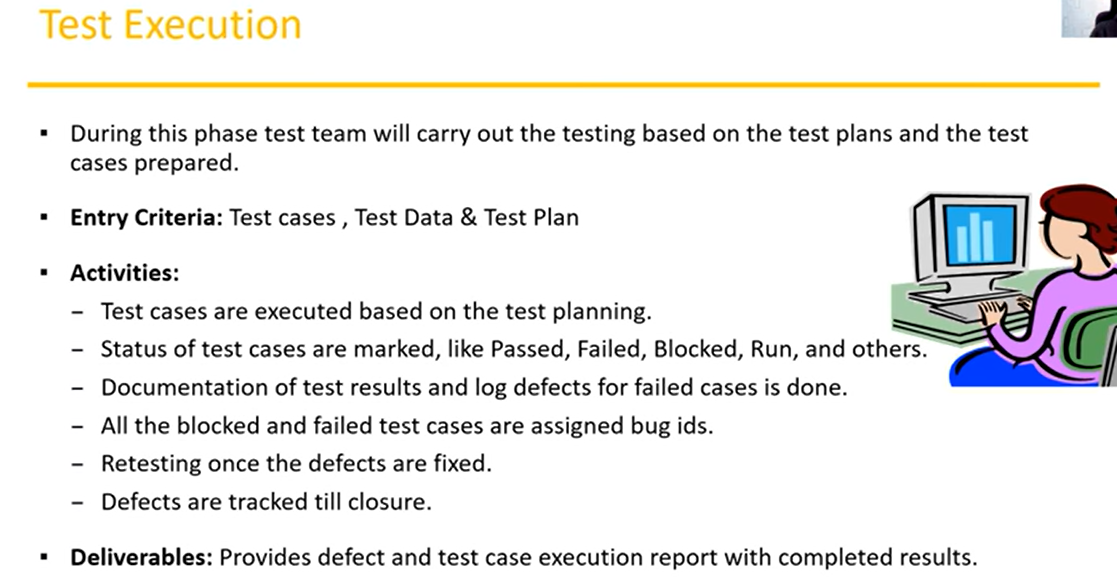 Test Execution
▪ During this phase test team will carry out the testing based on the test plans and the test
cases prepared.
▪ Entry Criteria: Test cases , Test Data & Test Plan
▪ Activities:
– Test cases are executed based on the test planning.
– Status of test cases are marked, like Passed, Failed, Blocked, Run, and others.
– Documentation of test results and log defects for failed cases is done.
– All the blocked and failed test cases are assigned bug ids.
– Retesting once the defects are fixed.
– Defects are tracked till closure.
▪ Deliverables: Provides defect and test case execution report with completed results.